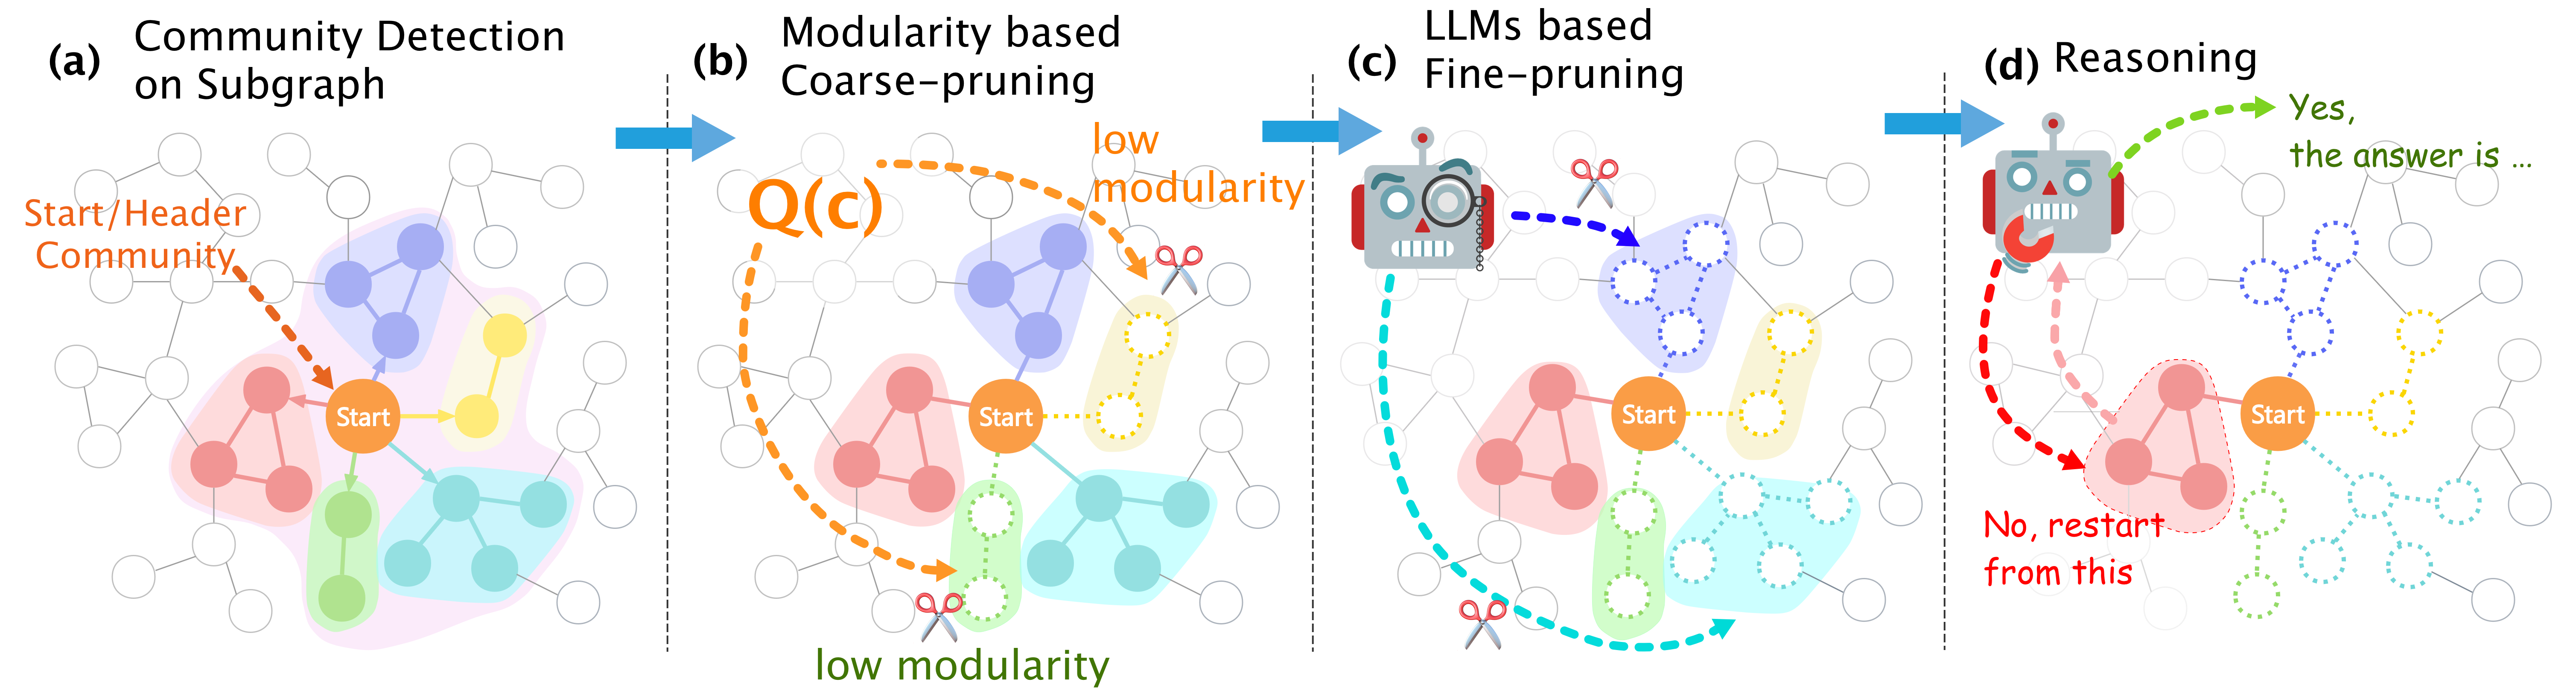 (a) Community Detection
on Subgraph
Start/Header
Community
Start
(b) Modularity based
Coarse-pruning
Q(c)
low
modularity
Start
low modularity
(c) LLMs based
Fine-pruning
Start
(d) Reasoning
Yes,
the answer is ...
Start
No, restart
from this